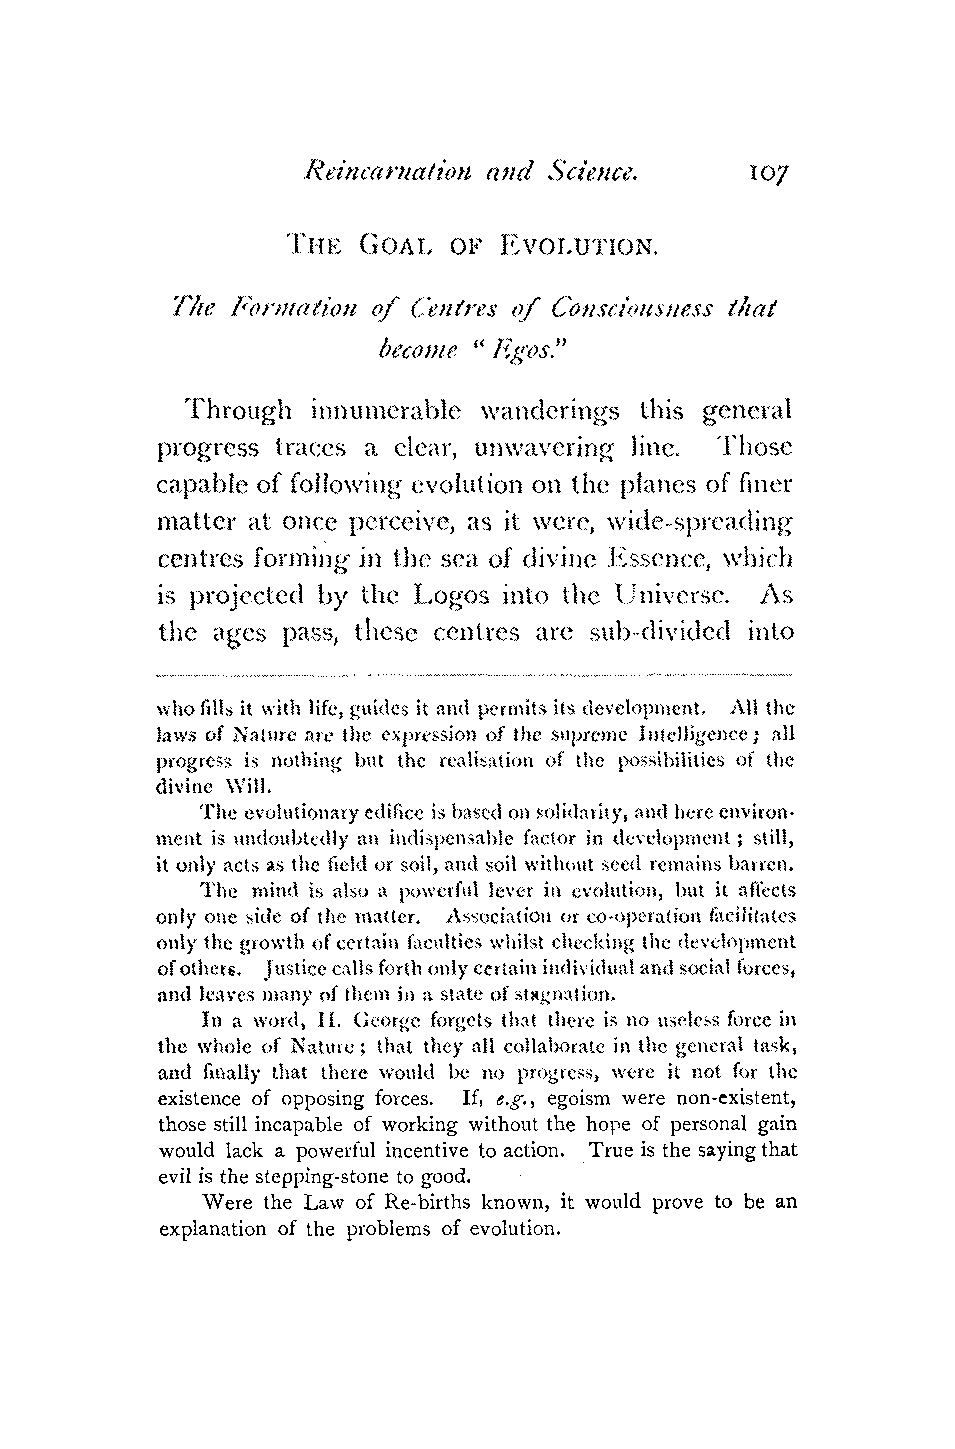 Reincarnation and Science. 107
THE GOAL OF EVOLUTION.
The Formation of Centres of Consciousness that
become "Egos."
Through innumerable wanderings this general
progress traces a clear, unwavering line. Those
capable of following evolution on the planes of finer
matter at once perceive, as it were, wide-spreading
centres forming in the sea of divine Essence, which
is projected by the Logos into the Universe. As
the ages pass, these centres are sub-divided into
who fills it with life, guides it and permits its development. All the
laws of Nature are the expression of the supreme Intelligence; all
progress is nothing but the realisation of the possibilities of the
divine Will.
The evolutionary edifice is based on solidarity, and here environ-
ment is undoubtedly an indispensable factor in development; still,
it only acts as the field or soil, and soil without seed remains barren.
The mind is also a powerful lever in evolution, but it affects
only one side of the matter. Association or co-operation facilitates
only the growth of certain faculties whilst checking the development
of others. Justice calls forth only certain individual and social forces,
and leaves many of them in a state of stagnation.
In a word, H. George forgets that there is no useless force in
the whole of Nature; that they all collaborate in the general task,
and finally that there would be no progress, were it not for the
existence of opposing forces. If, e.g., egoism were non-existent,
those still incapable of working without the hope of personal gain
would lack a powerful incentive to action. True is the saying that
evil is the stepping-stone to good.
Were the Law of Re-births known, it would prove to be an
explanation of the problems of evolution.